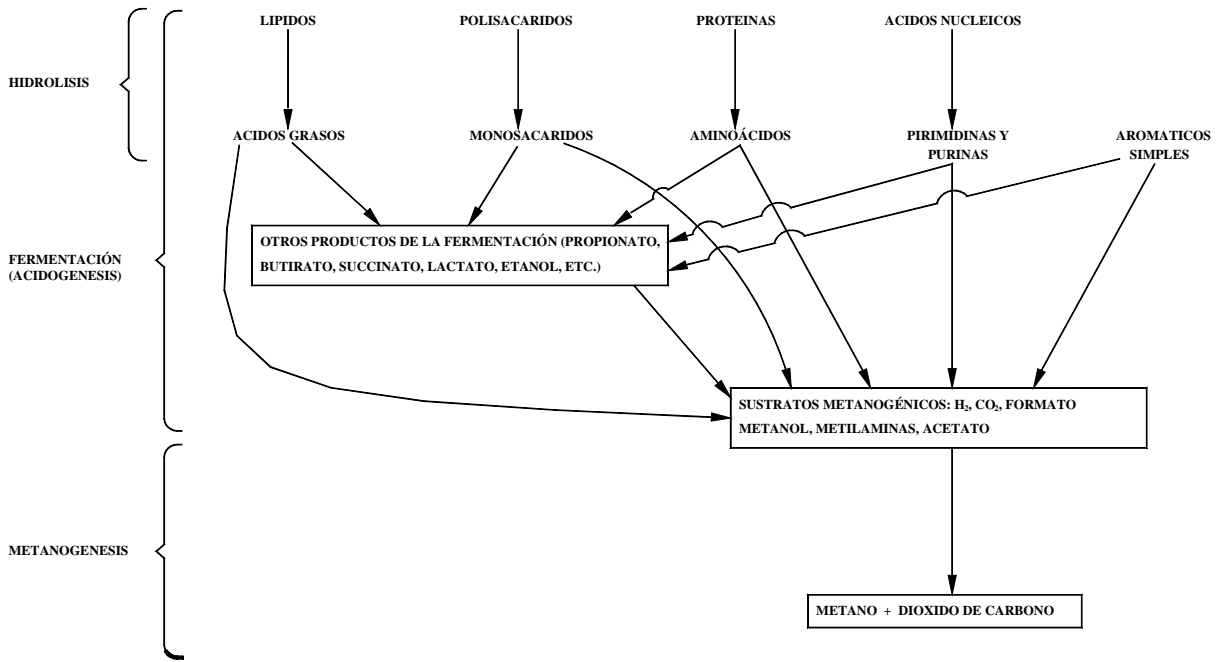 LIPIDOS
POLISACARIDOS
PROTEINAS
ACIDOS NUCLEICOS
HIDROLISIS
ACIDOS GRASOS
MONOSACARIDOS
AMINOÁCIDOS
PIRIMIDINAS Y
PURINAS
AROMATICOS
SIMPLES
OTROS PRODUCTOS DE LA FERMENTACIÓN (PROPIONATO,
BUTIRATO, SUCCINATO, LACTATO, ETANOL, ETC.)
FERMENTACIÓN
(ACIDOGENESIS)
SUSTRATOS METANOGÉNICOS: H₂, CO₂, FORMATO
METANOL, METILAMINAS, ACETATO
METANOGENESIS
METANO + DIOXIDO DE CARBONO